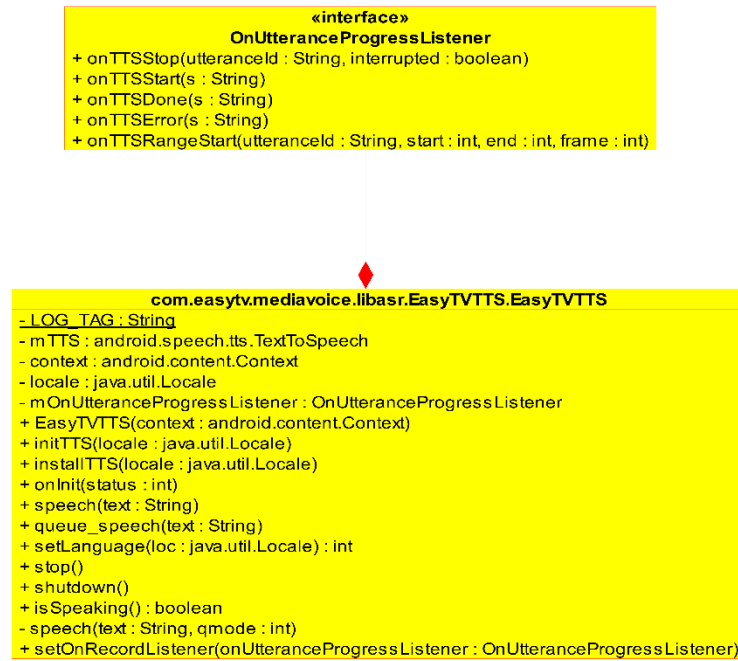 «interface»
OnUtteranceProgressListener
+ onTTSStop(utteranceId : String, interrupted : boolean)
+ onTTSStart(s : String)
+ onTTSDone(s : String)
+ onTTSError(s : String)
+ onTTSRangeStart(utteranceId : String, start : int, end : int, frame : int)
com.easytv.mediavoice.libasr.EasyTVTTS.EasyTVTTS
- LOG_TAG : String
- mTTS : android.speech.tts.TextToSpeech
- context : android.content.Context
- locale : java.util.Locale
- mOnUtteranceProgressListener : OnUtteranceProgressListener
+ EasyTVTTS(context : android.content.Context)
+ initTTS(locale : java.util.Locale)
+ installTTS(locale : java.util.Locale)
+ onInit(status : int)
+ speech(text : String)
+ queue_speech(text : String)
+ setLanguage(loc : java.util.Locale) : int
+ stop()
+ shutdown()
+ isSpeaking() : boolean
- speech(text : String, qmode : int)
+ setOnRecordListener(onUtteranceProgressListener : OnUtteranceProgressListener)